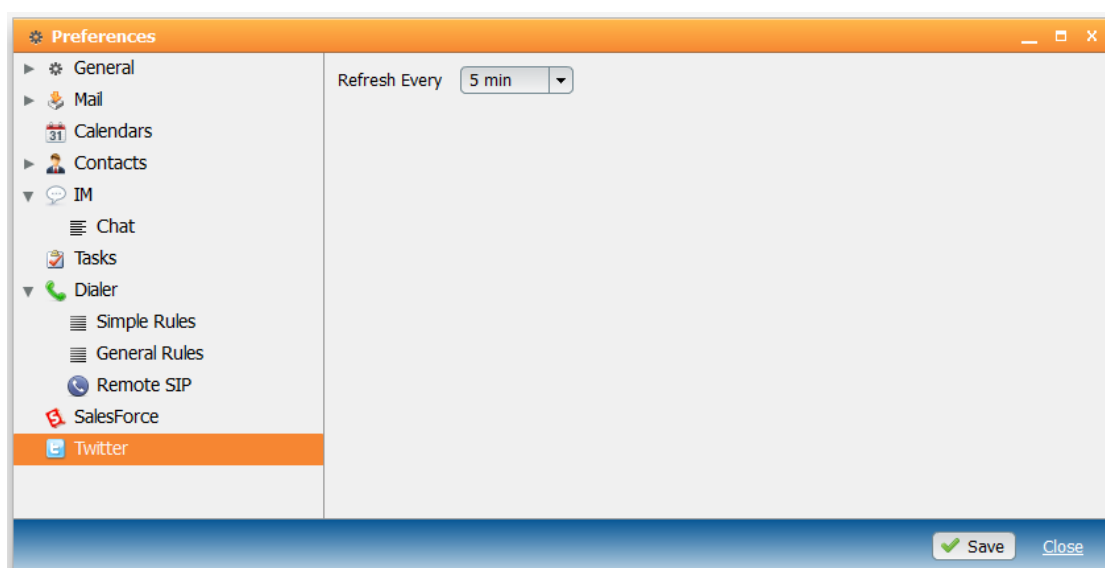 Preferences
General
Refresh Every 5 min
Mail
31 Calendars
Contacts
IM
Chat
Tasks
Dialer
Simple Rules
General Rules
Remote SIP
SalesForce
Twitter
Save Close